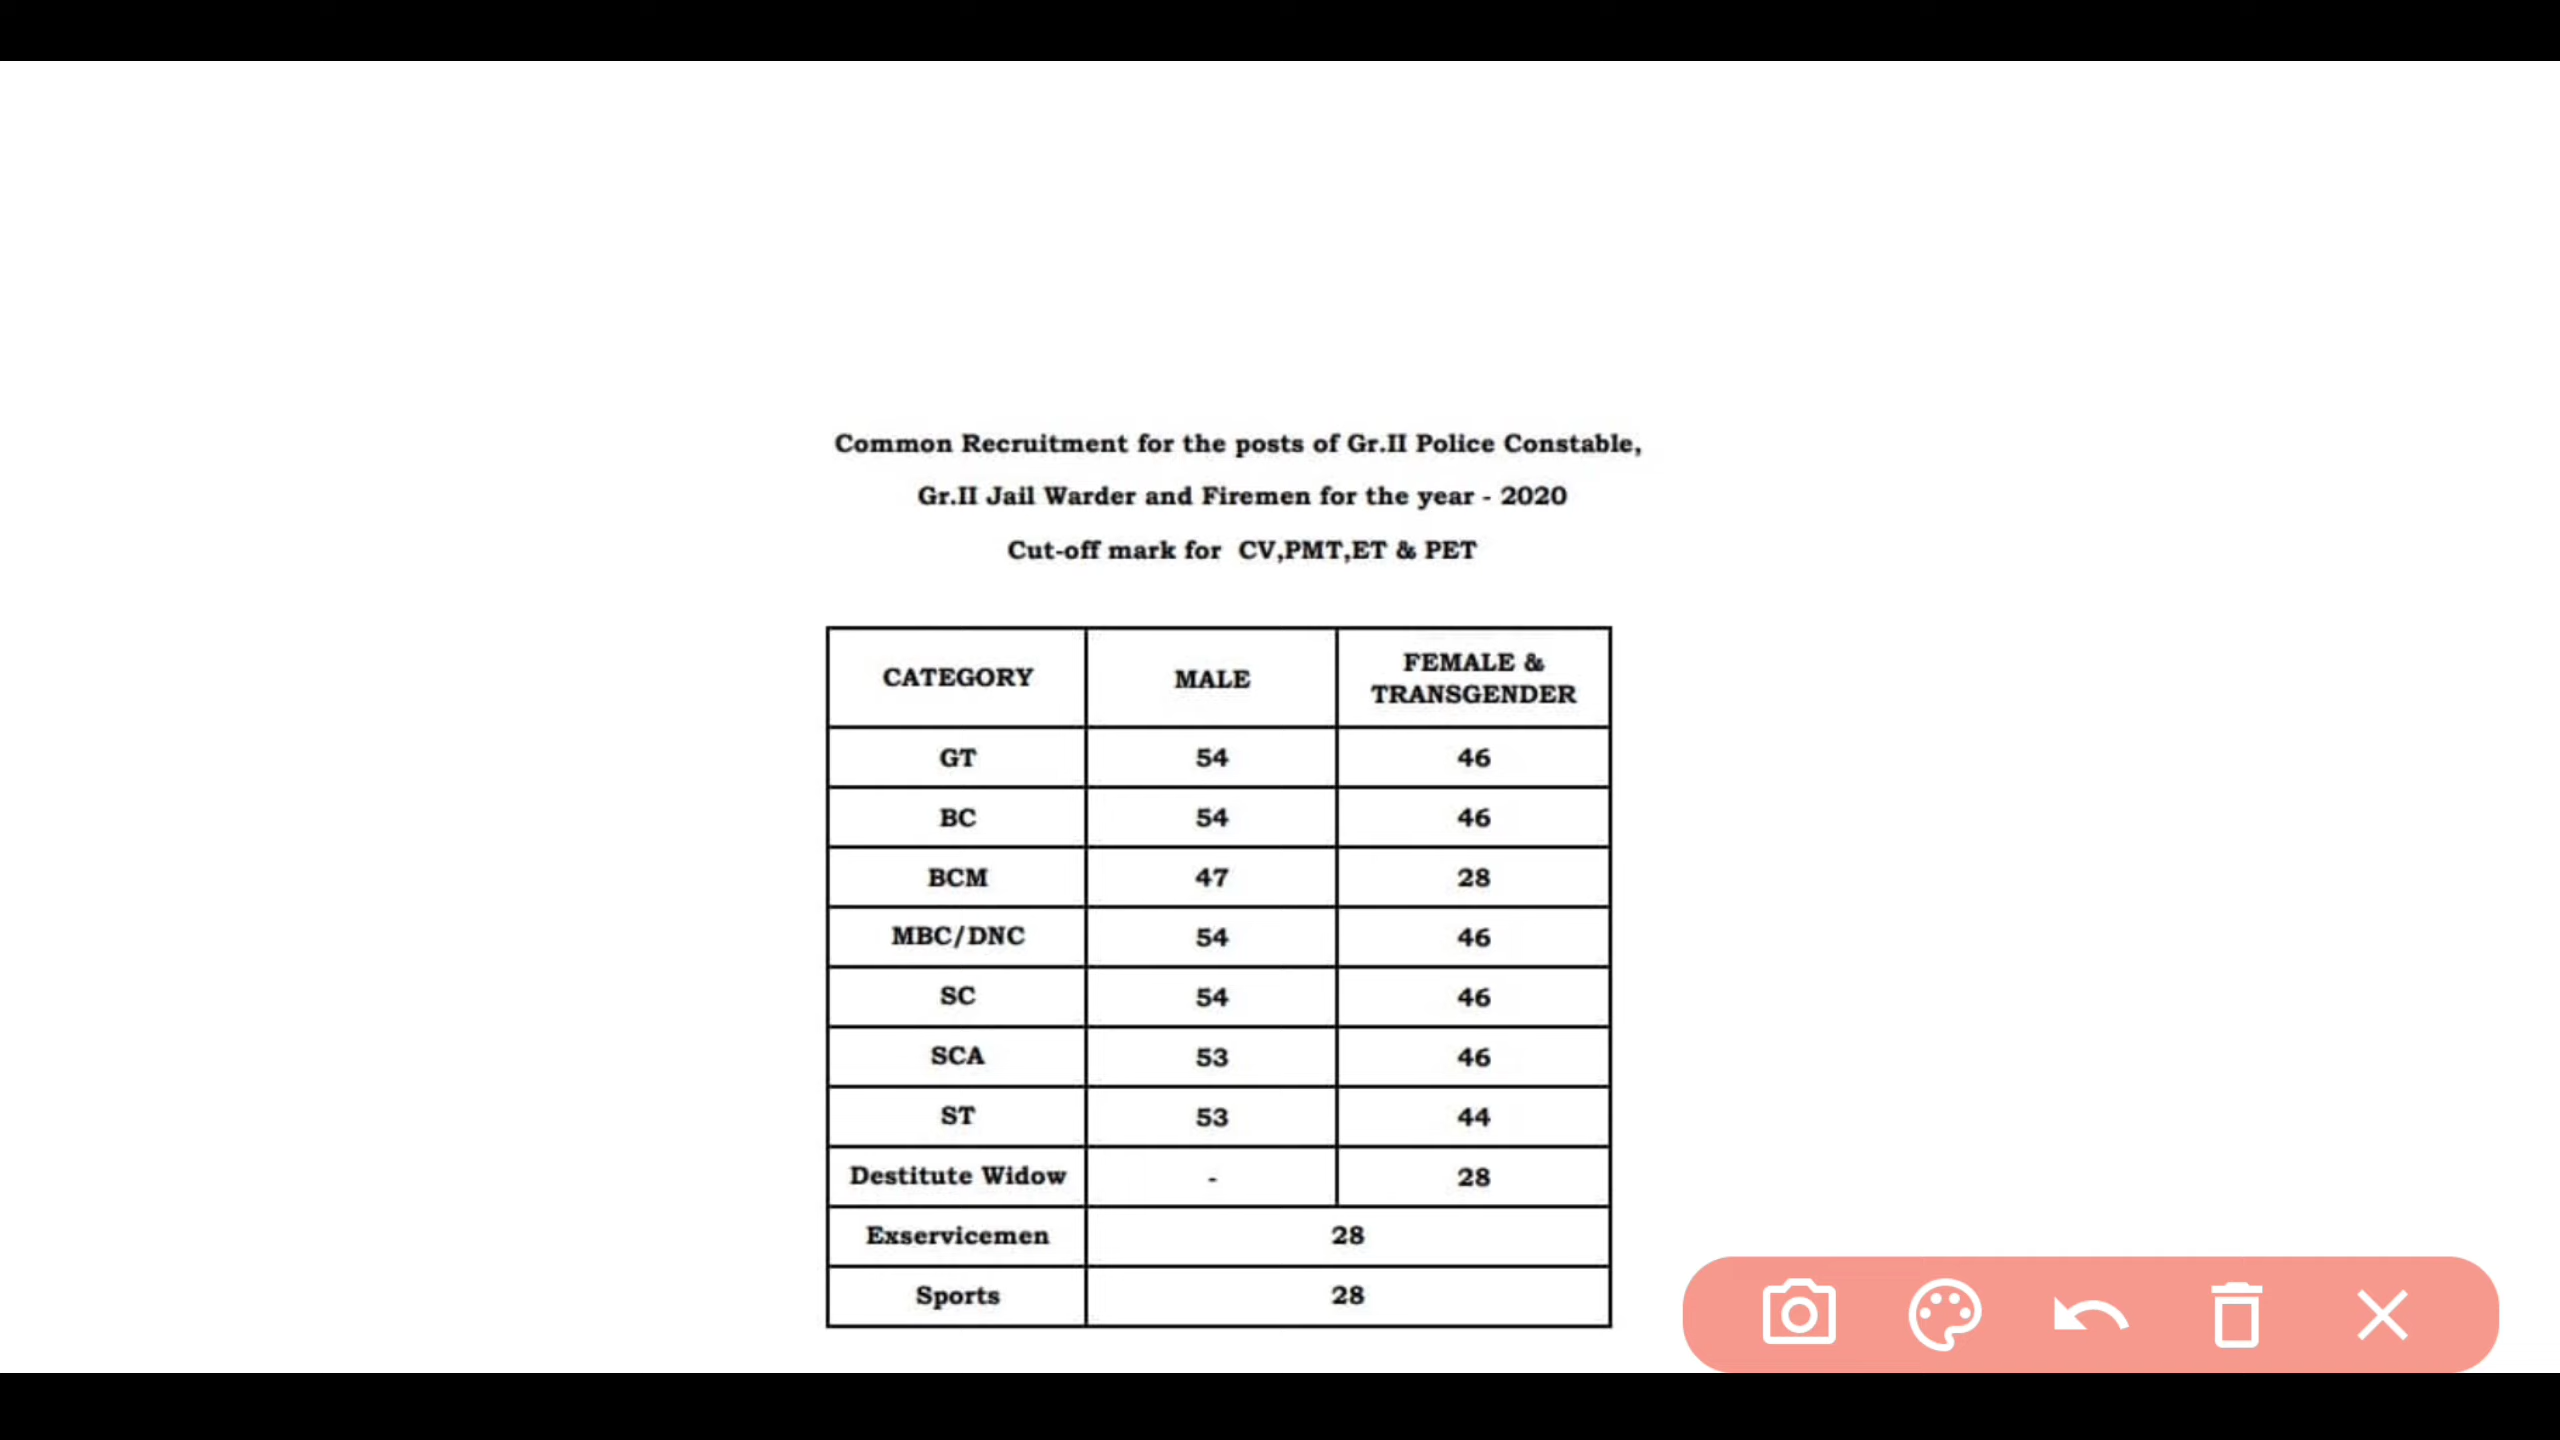 Common Recruitment for the posts of Gr.II Police Constable,
Gr.II Jail Warder and Firemen for the year - 2020
Cut-off mark for CV,PMT,ET & PET
CATEGORY MALE FEMALE & TRANSGENDER
GT 54 46
BC 54 46
BCM 47 28
MBC/DNC 54 46
SC 54 46
SCA 53 46
ST 53 44
Destitute Widow - 28
Exservicemen 28
Sports 28